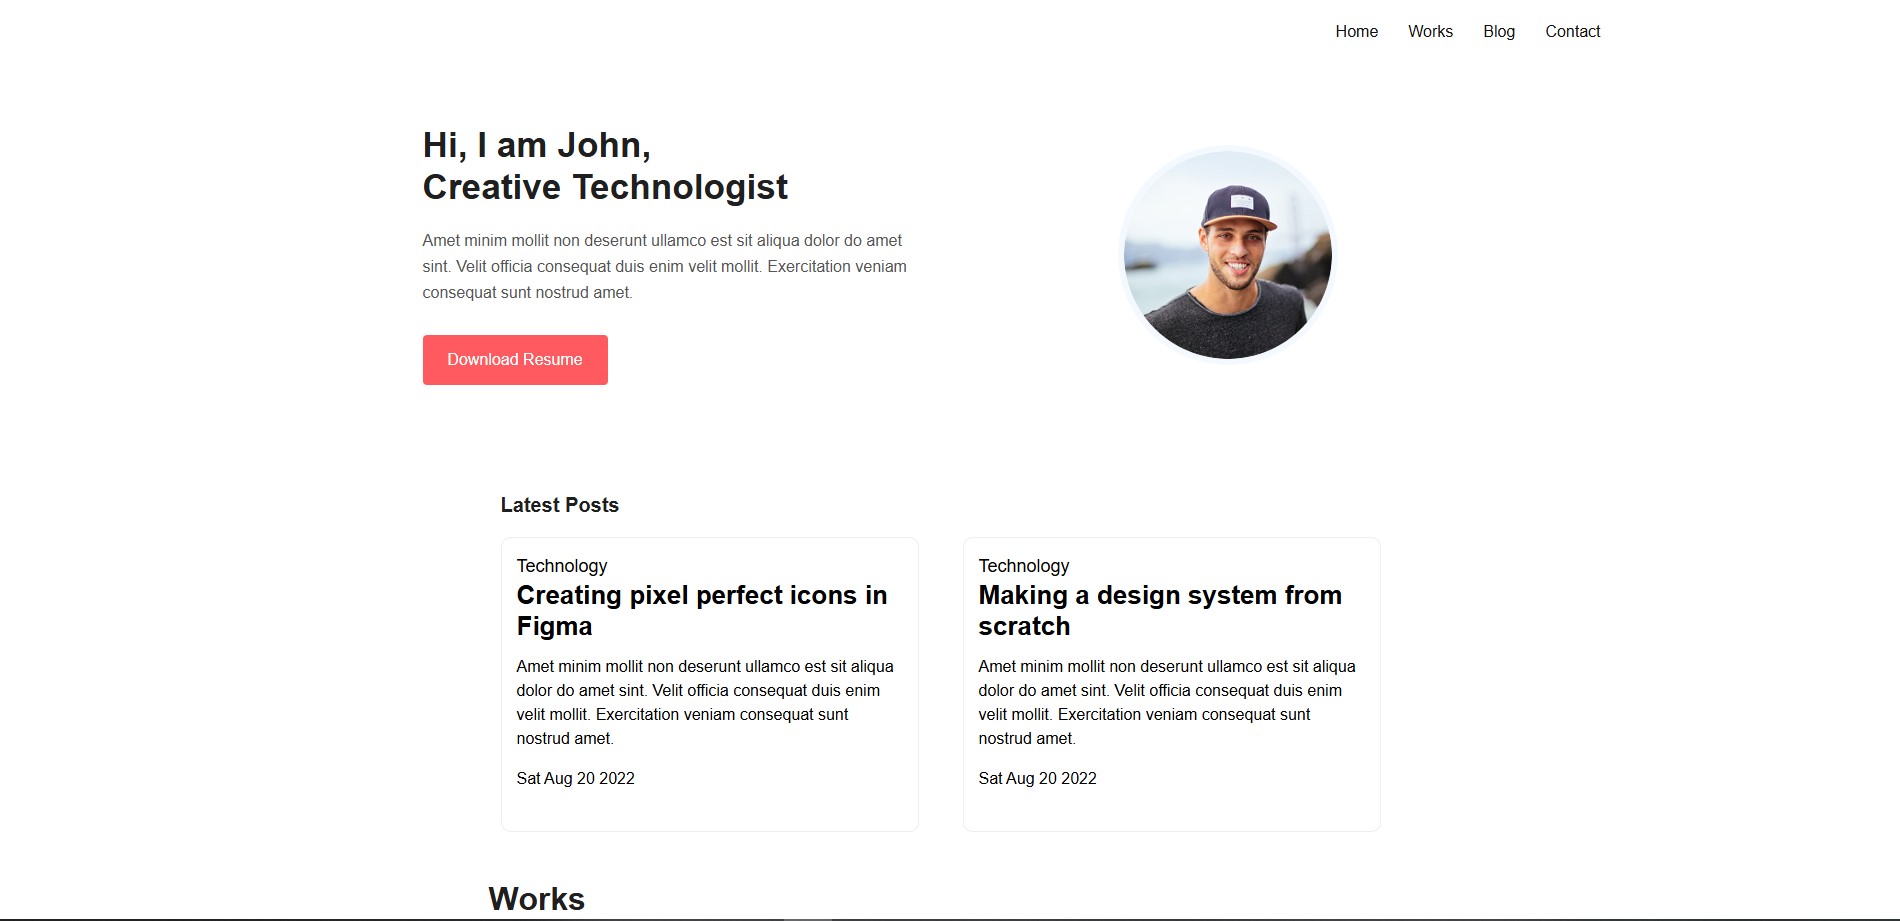 Home Works Blog Contact
Hi, I am John,
Creative Technologist
Amet minim mollit non deserunt ullamco est sit aliqua dolor do amet
sint. Velit officia consequat duis enim velit mollit. Exercitation veniam
consequat sunt nostrud amet.
Download Resume
Latest Posts
Technology
Creating pixel perfect icons in
Figma
Amet minim mollit non deserunt ullamco est sit aliqua
dolor do amet sint. Velit officia consequat duis enim
velit mollit. Exercitation veniam consequat sunt
nostrud amet.
Sat Aug 20 2022
Technology
Making a design system from
scratch
Amet minim mollit non deserunt ullamco est sit aliqua
dolor do amet sint. Velit officia consequat duis enim
velit mollit. Exercitation veniam consequat sunt
nostrud amet.
Sat Aug 20 2022
Works